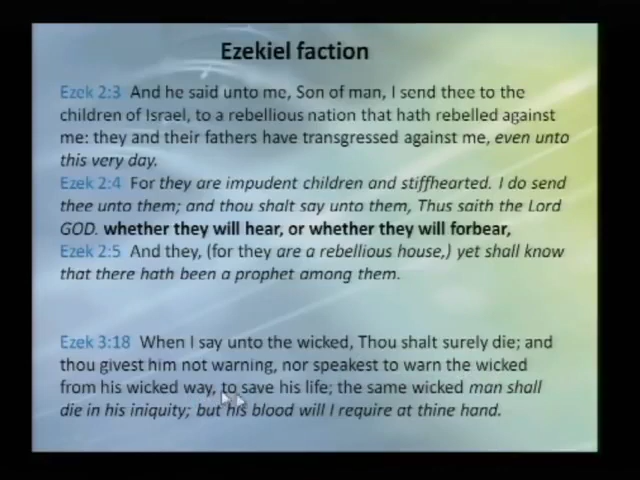 Ezekiel faction
Ezek 2:3 And he said unto me, Son of man, I send thee to the
children of Israel, to a rebellious nation that hath rebelled against
me: they and their fathers have transgressed against me, even unto
this very day.
Ezek 2:4 For they are impudent children and stiffhearted. I do send
thee unto them; and thou shalt say unto them, Thus saith the Lord
GOD. whether they will hear, or whether they will forbear,
Ezek 2:5 And they, (for they are a rebellious house,) yet shall know
that there hath been a prophet among them.
Ezek 3:18 When I say unto the wicked, Thou shalt surely die; and
thou givest him not warning, nor speakest to warn the wicked
from his wicked way, to save his life; the same wicked man shall
die in his iniquity; but his blood will I require at thine hand.